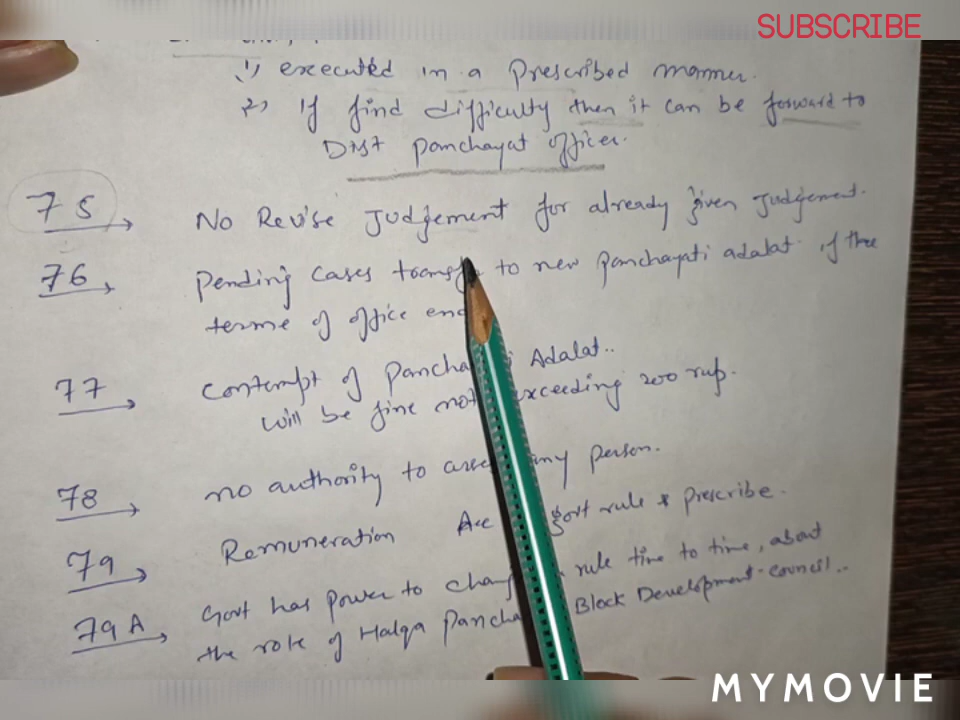 SUBSCRIBE
1) executed in a prescribed manner.
2) If find difficulty then it can be forward to
Dist panchayat officer.
75 → No Revise Judgement for already given Judgement.
76 → Pending cases to new panchayati adalat. if the
terme of office end
77 → Contempt of Adalat..
will be fine not exceeding 200 rup.
78 → no authority to any person.
79 → Remuneration Acc govt rule & prescribe.
79A → Govt has power to rule time to time, about
the role of Halqa Block Development-council..
MYMOVIE